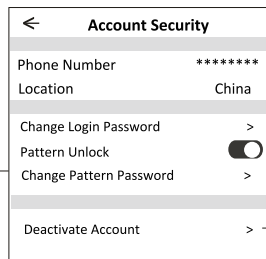 Account Security
Phone Number ********
Location China
Change Login Password >
Pattern Unlock
Change Pattern Password >
Deactivate Account >